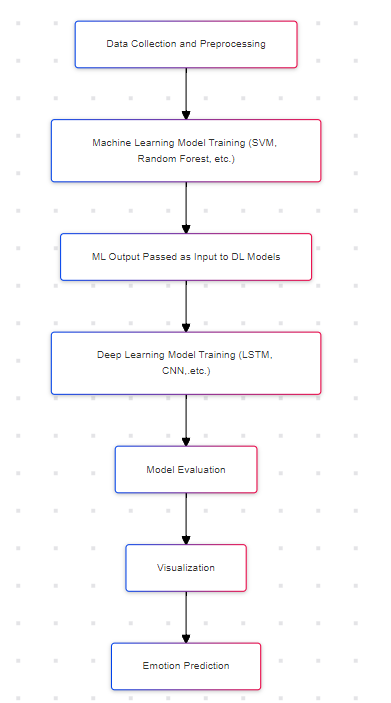 Data Collection and Preprocessing
Machine Learning Model Training (SVM,
Random Forest, etc.)
ML Output Passed as Input to DL Models
Deep Learning Model Training (LSTM,
CNN,.etc.)
Model Evaluation
Visualization
Emotion Prediction